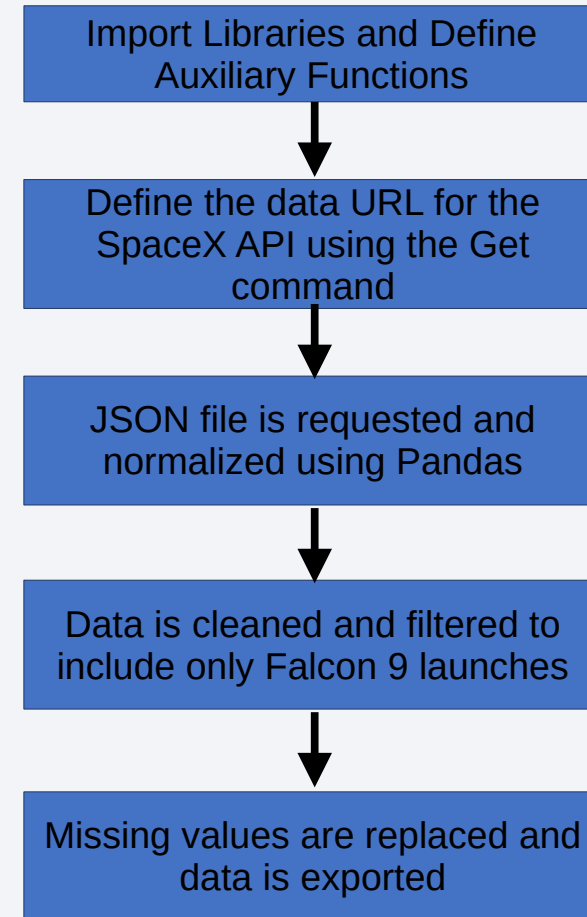 Import Libraries and Define
Auxiliary Functions
Define the data URL for the
SpaceX API using the Get
command
JSON file is requested and
normalized using Pandas
Data is cleaned and filtered to
include only Falcon 9 launches
Missing values are replaced and
data is exported